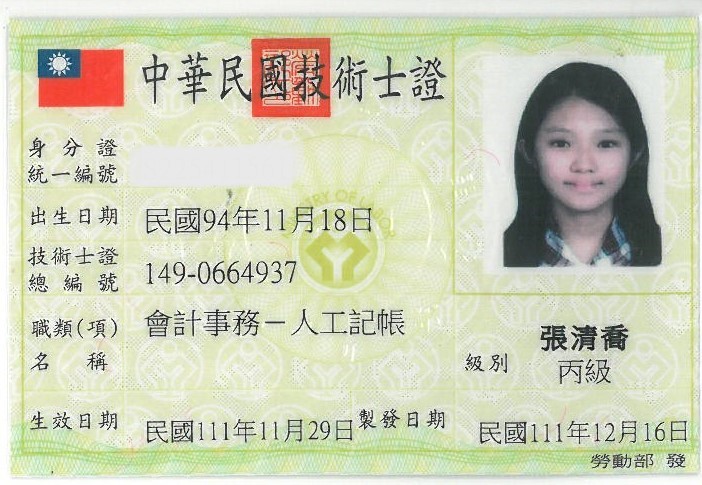 中華民國技術士證
身分證
統一編號
出生日期 民國94年11月18日
技術士證
總編號 149-0664937
職類(項)
名稱 會計事務－人工記帳
張清喬
級別 丙級
生效日期 民國111年11月29日 製發日期 民國111年12月16日
勞動部 發